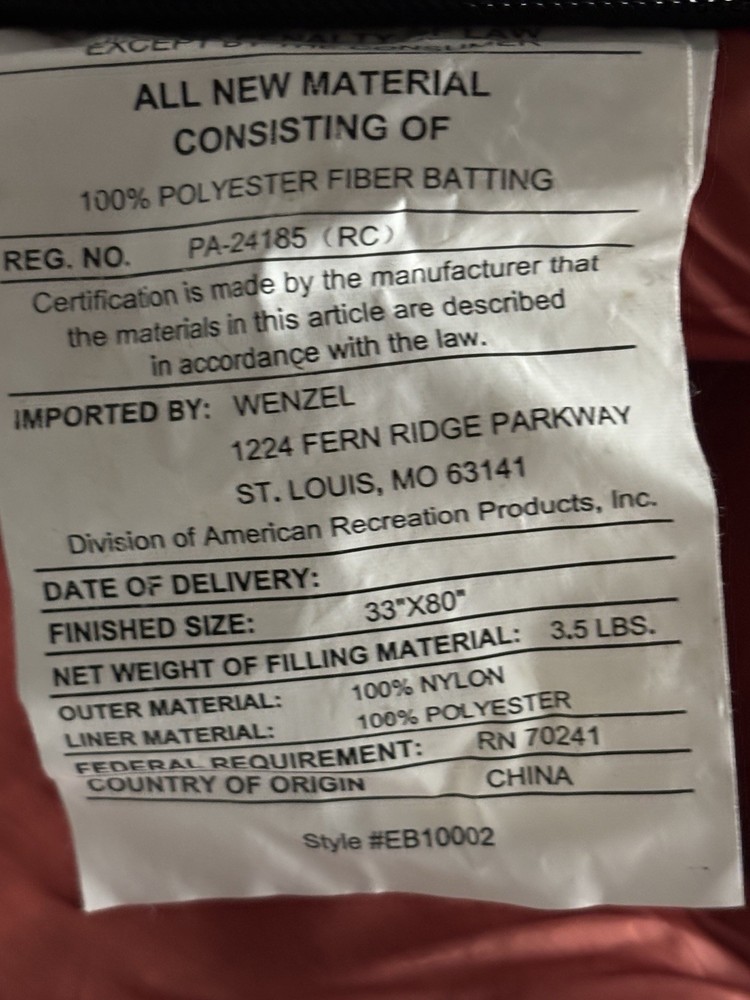 EXCEPT BY THE CONSUMER
ALL NEW MATERIAL
CONSISTING OF
100% POLYESTER FIBER BATTING
REG. NO. PA-24185 (RC)
Certification is made by the manufacturer that
the materials in this article are described
in accordance with the law.
IMPORTED BY: WENZEL
1224 FERN RIDGE PARKWAY
ST. LOUIS, MO 63141
Division of American Recreation Products, Inc.
DATE OF DELIVERY:
FINISHED SIZE: 33"X80"
NET WEIGHT OF FILLING MATERIAL: 3.5 LBS.
OUTER MATERIAL: 100% NYLON
LINER MATERIAL: 100% POLYESTER
FEDERAL REQUIREMENT: RN 70241
COUNTRY OF ORIGIN CHINA
Style #EB10002